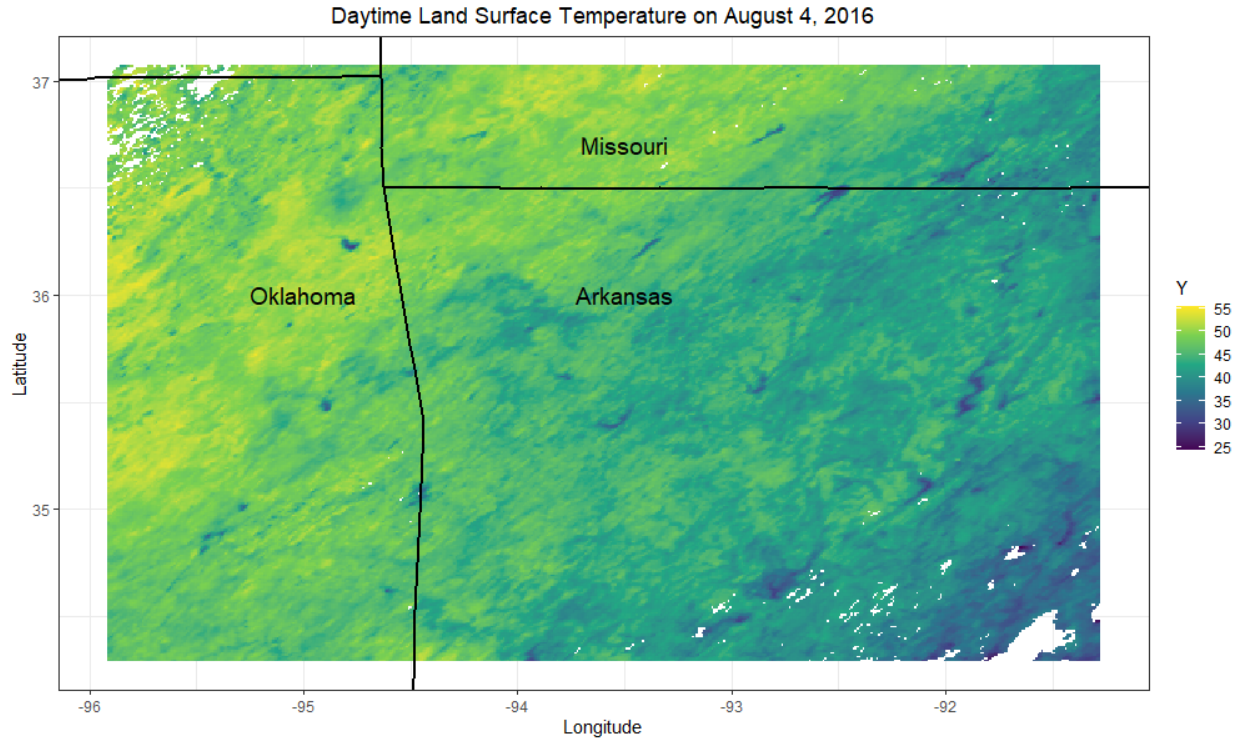 Daytime Land Surface Temperature on August 4, 2016
37
Missouri
36
Oklahoma
Arkansas
Y
55
50
45
40
35
30
25
Latitude
35
-96
-95
-94
-93
-92
Longitude